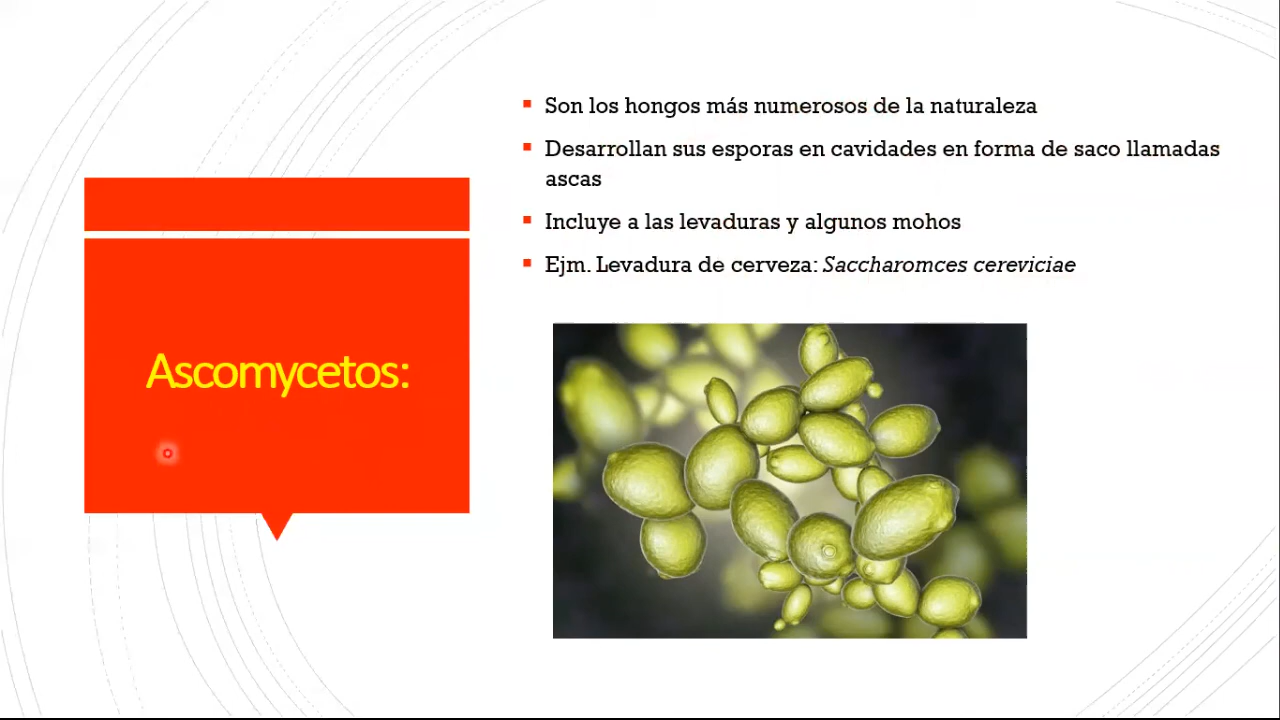 Ascomycetos:
Son los hongos más numerosos de la naturaleza
Desarrollan sus esporas en cavidades en forma de saco llamadas
ascas
Incluye a las levaduras y algunos mohos
Ejm. Levadura de cerveza: Saccharomces cereviciae